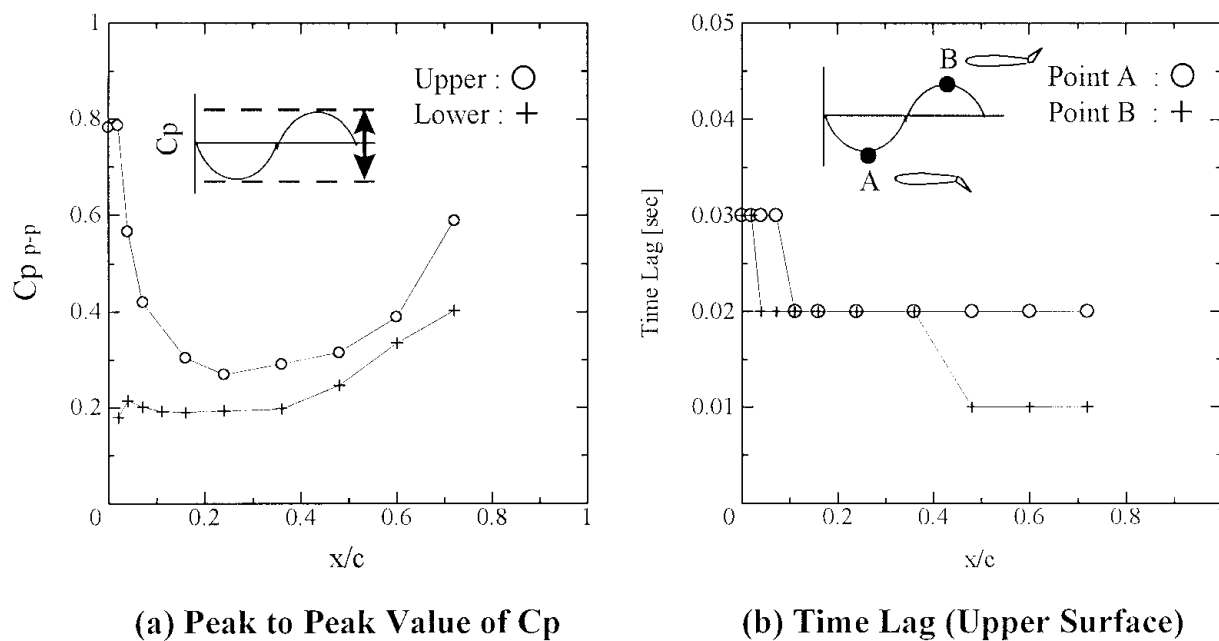 1
0.8
0.6
0.4
0.2
0
0.2
0.4
0.6
0.8
1
Cp p-p
x/c
Upper : O
Lower : +
Cp
(a) Peak to Peak Value of Cp
0.05
0.04
0.03
0.02
0.01
0
0.2
0.4
0.6
0.8
1
Time Lag [sec]
x/c
B
A
Point A : O
Point B : +
(b) Time Lag (Upper Surface)